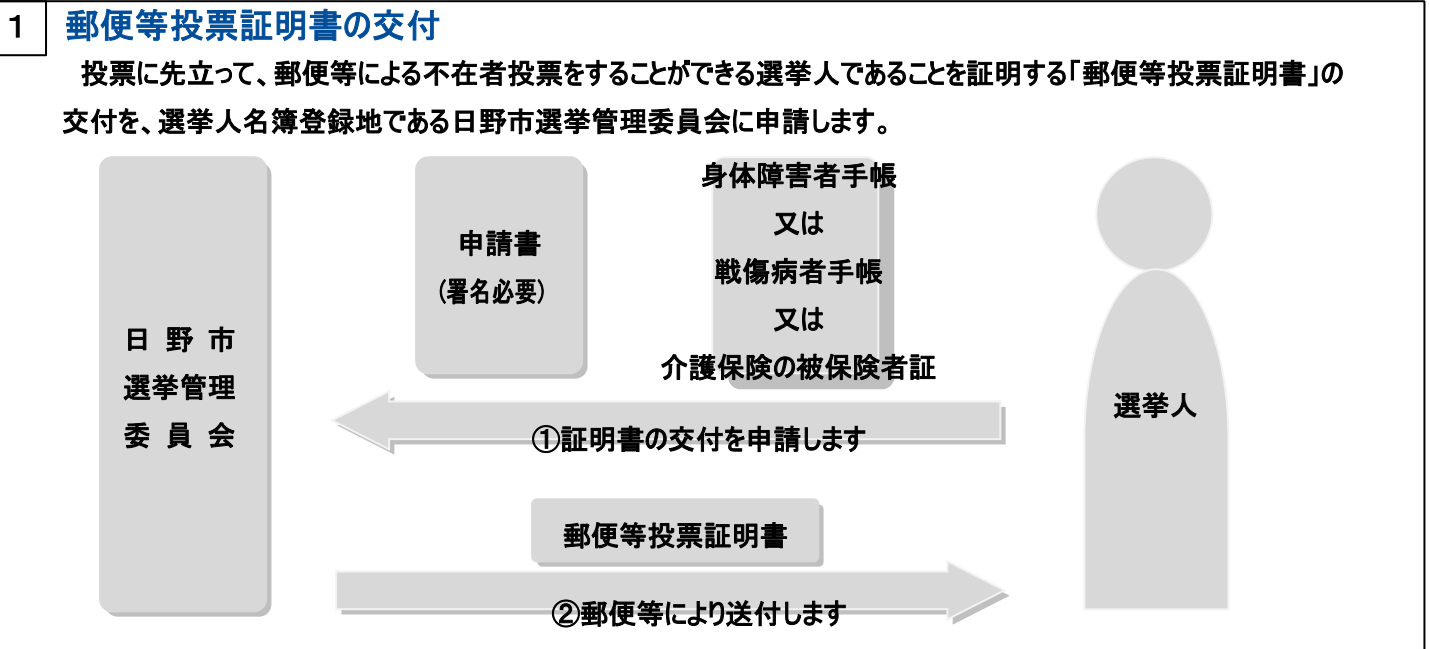 1 郵便等投票証明書の交付
投票に先立って、郵便等による不在者投票をすることができる選挙人であることを証明する「郵便等投票証明書」の
交付を、選挙人名簿登録地である日野市選挙管理委員会に申請します。
日 野 市
選挙管理
委 員 会
申請書
(署名必要)
身体障害者手帳
又は
戦傷病者手帳
又は
介護保険の被保険者証
選挙人
①証明書の交付を申請します
郵便等投票証明書
②郵便等により送付します